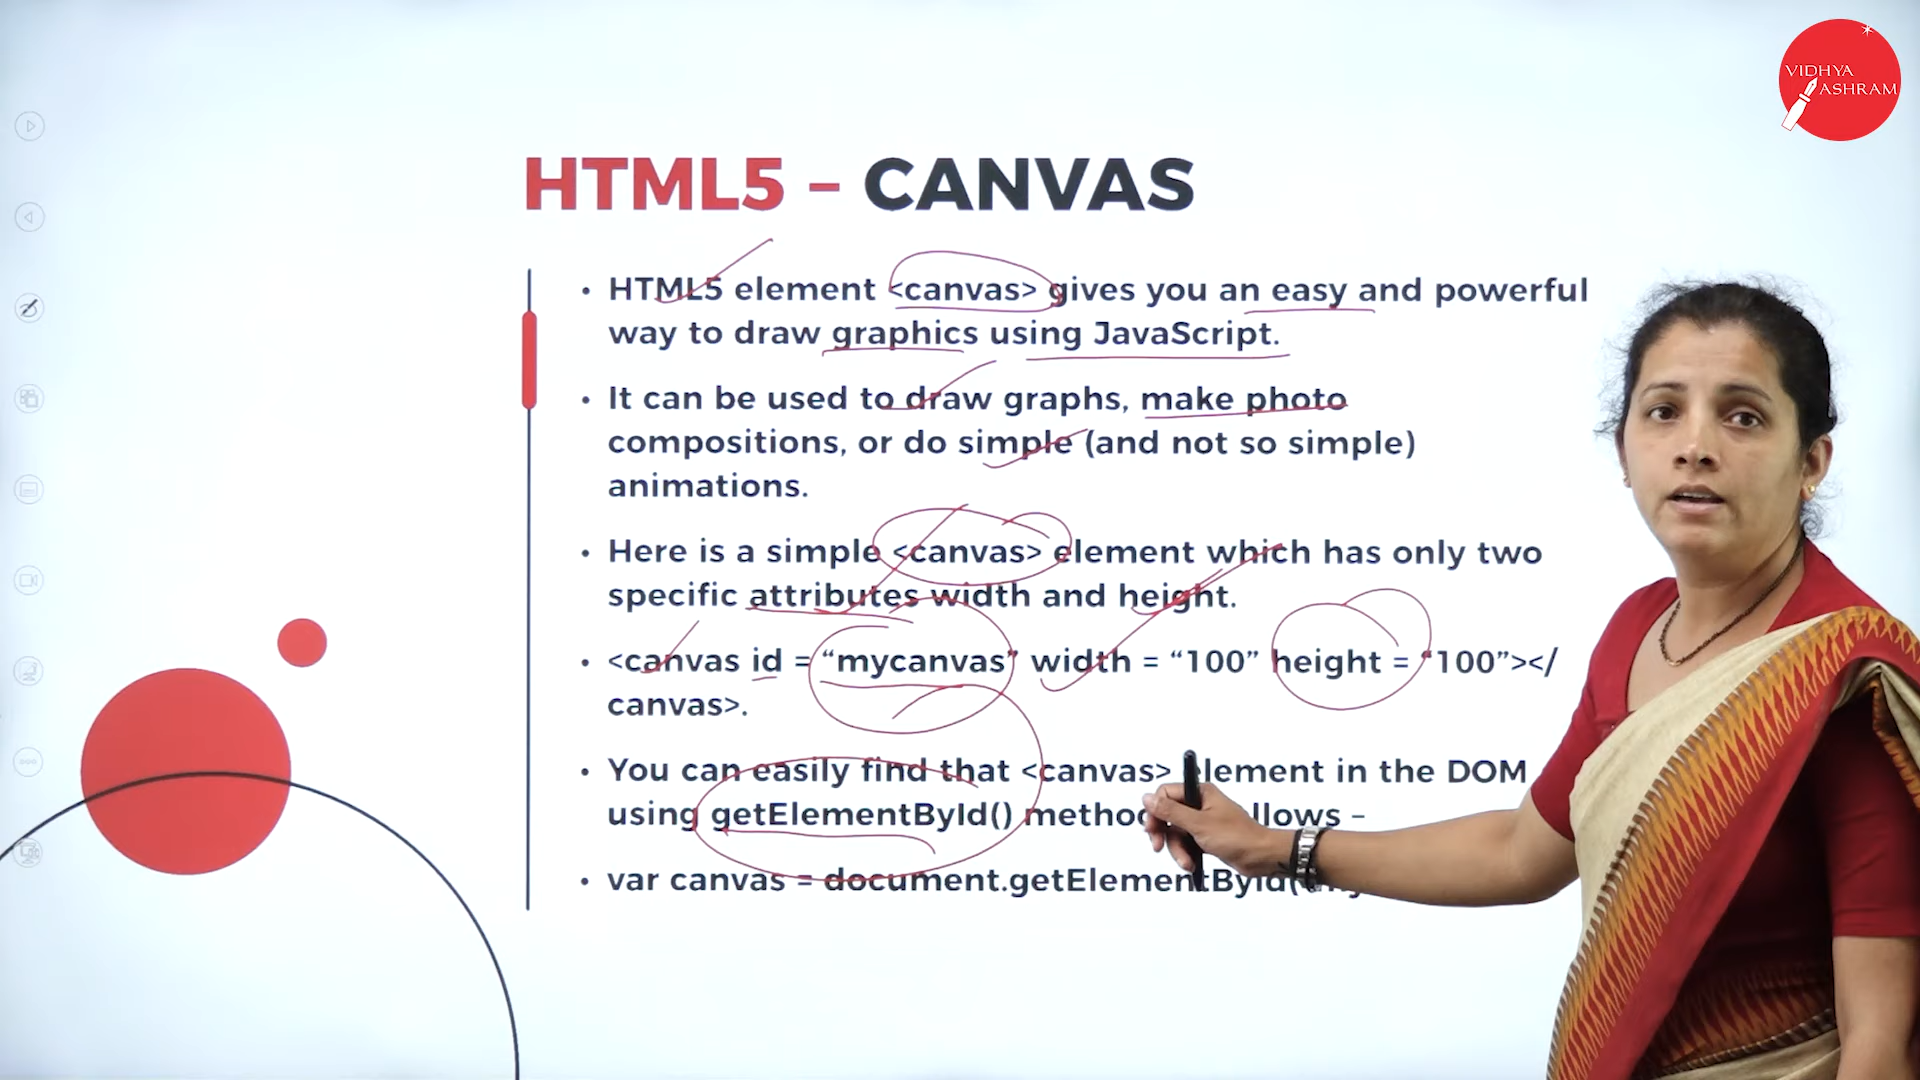 VIDHYA
ASHRAM
HTML5 – CANVAS
• HTML5 element <canvas> gives you an easy and powerful
way to draw graphics using JavaScript.
• It can be used to draw graphs, make photo
compositions, or do simple (and not so simple)
animations.
• Here is a simple <canvas> element which has only two
specific attributes width and height.
• <canvas id = “mycanvas” width = “100” height = “100”></
canvas>.
• You can easily find that <canvas> element in the DOM
using getElementById()
• var canvas = document.getElementById(